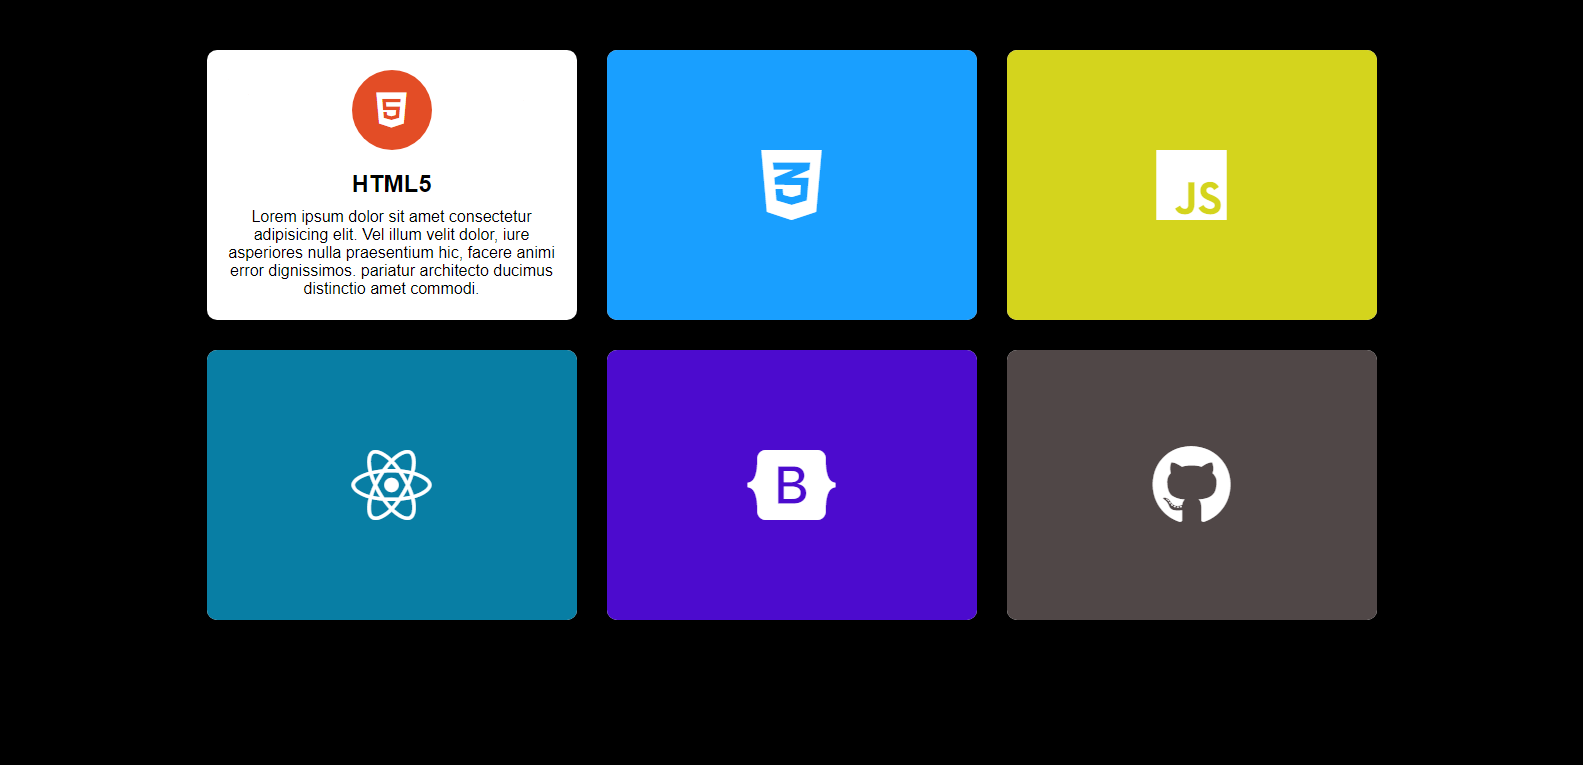 5
HTML5
Lorem ipsum dolor sit amet consectetur
adipisicing elit. Vel illum velit dolor, iure
asperiores nulla praesentium hic, facere animi
error dignissimos. pariatur architecto ducimus
distinctio amet commodi.
3
JS
B